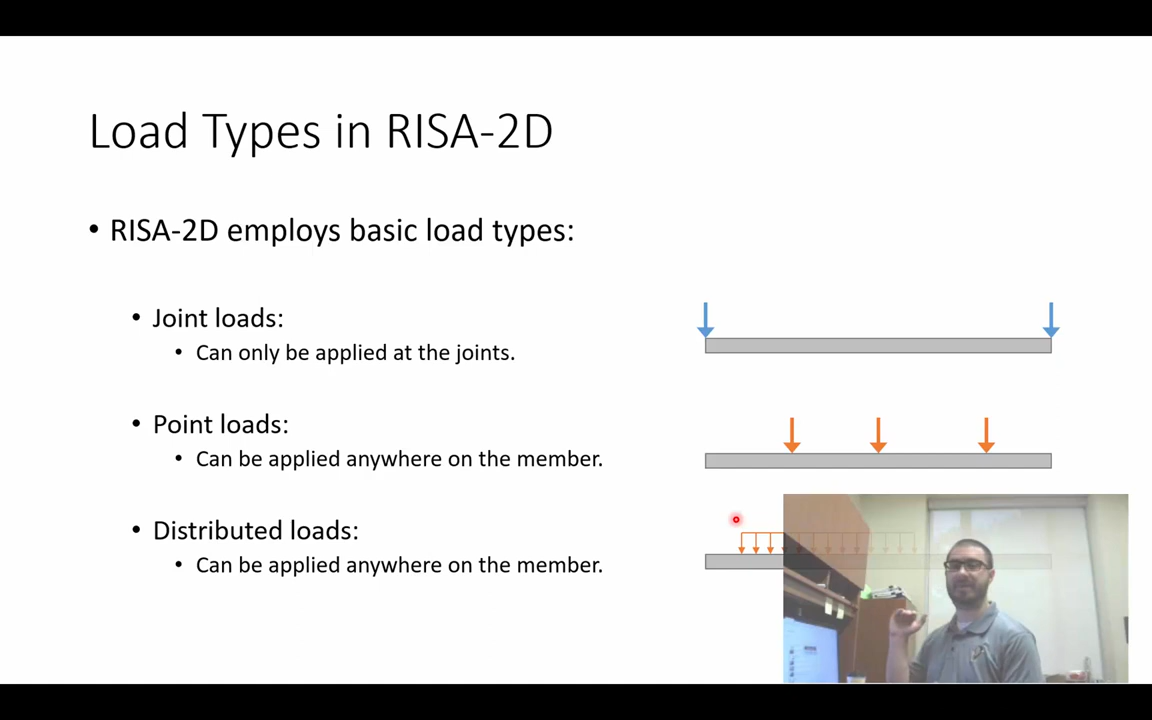 Load Types in RISA-2D
• RISA-2D employs basic load types:
• Joint loads:
• Can only be applied at the joints.
• Point loads:
• Can be applied anywhere on the member.
• Distributed loads:
• Can be applied anywhere on the member.